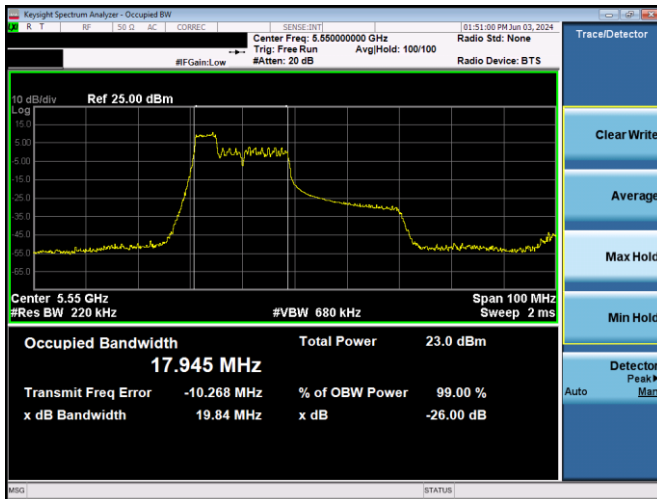 Keysight Spectrum Analyzer - Occupied BW
R T RF 50 Ω AC CORREC SENSE:INT 01:51:00 PM Jun 03, 2024
Center Freq: 5.550000000 GHz Radio Std: None
Trig: Free Run Avg|Hold: 100/100
#IFGain:Low #Atten: 20 dB Radio Device: BTS
Trace/Detector
10 dB/div Ref 25.00 dBm
Log
15.0
5.00
-5.00
-15.0
-25.0
-35.0
-45.0
-55.0
-65.0
Center 5.55 GHz Span 100 MHz
#Res BW 220 kHz #VBW 680 kHz Sweep 2 ms
Occupied Bandwidth Total Power 23.0 dBm
17.945 MHz
Transmit Freq Error -10.268 MHz % of OBW Power 99.00 %
x dB Bandwidth 19.84 MHz x dB -26.00 dB
Clear Write
Average
Max Hold
Min Hold
Detector
Peak
Auto Man
MSG STATUS